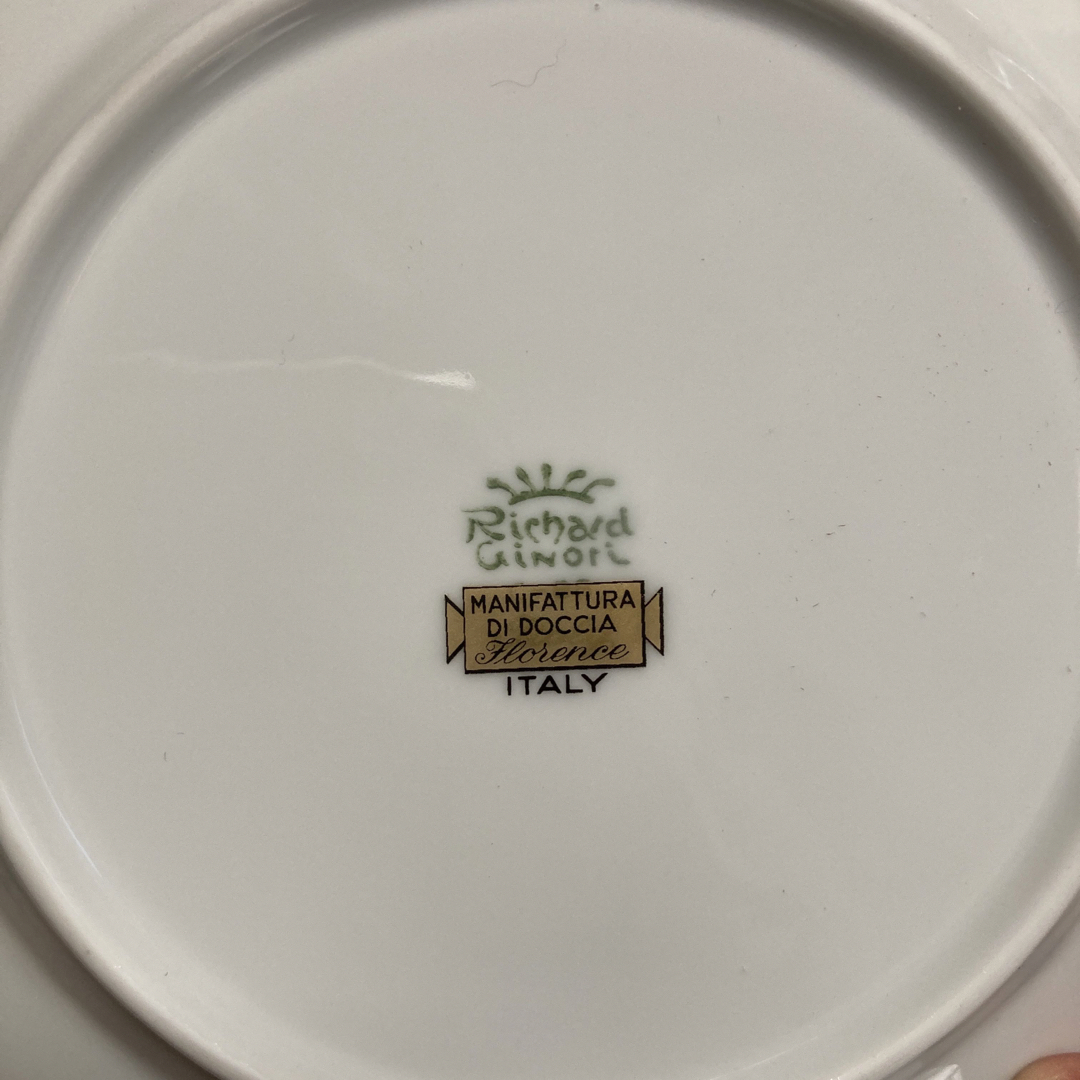 Richard
Ginori
MANIFATTURA
DI DOCCIA
Florence
ITALY